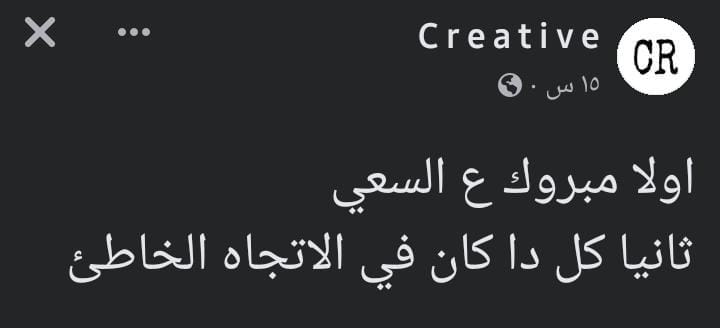 Creative
CR
١٥ س ·
اولا مبروك ع السعي
ثانيا كل دا كان في الاتجاه الخاطئ